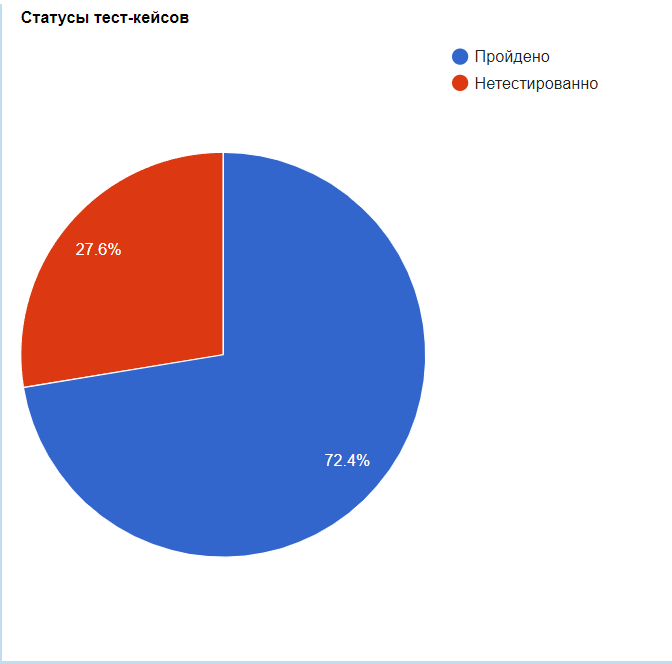 Статусы тест-кейсов
Пройдено
Нетестированно
27.6%
72.4%